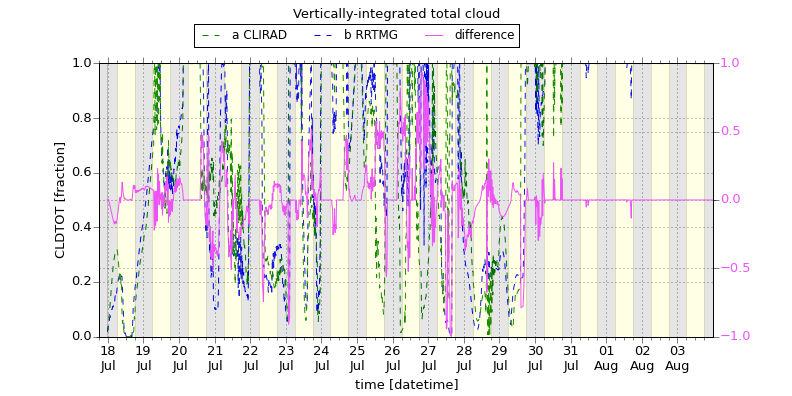 Vertically-integrated total cloud
a CLIRAD b RRTMG difference
1.0 1.0
0.8 0.5
0.6 0.0
0.4 −0.5
0.2 −1.0
0.0
CLDTOT [fraction]
18 19 20 21 22 23 24 25 26 27 28 29 30 31 01 02 03
Jul Jul Jul Jul Jul Jul Jul Jul Jul Jul Jul Jul Jul Jul Aug Aug Aug
time [datetime]